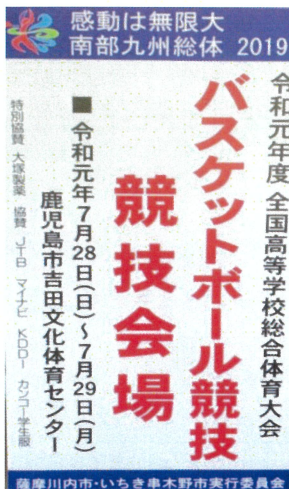 感動は無限大
南部九州総体 2019
令和元年度 全国高等学校総合体育大会
バスケットボール競技
競技会場
■ 令和元年7月28日(日)~7月29日(月)
鹿児島市吉田文化体育センター
特別協賛 大塚製薬 協賛 JTB マイナビ KDDI カンコー学生服
薩摩川内市・いちき串木野市実行委員会